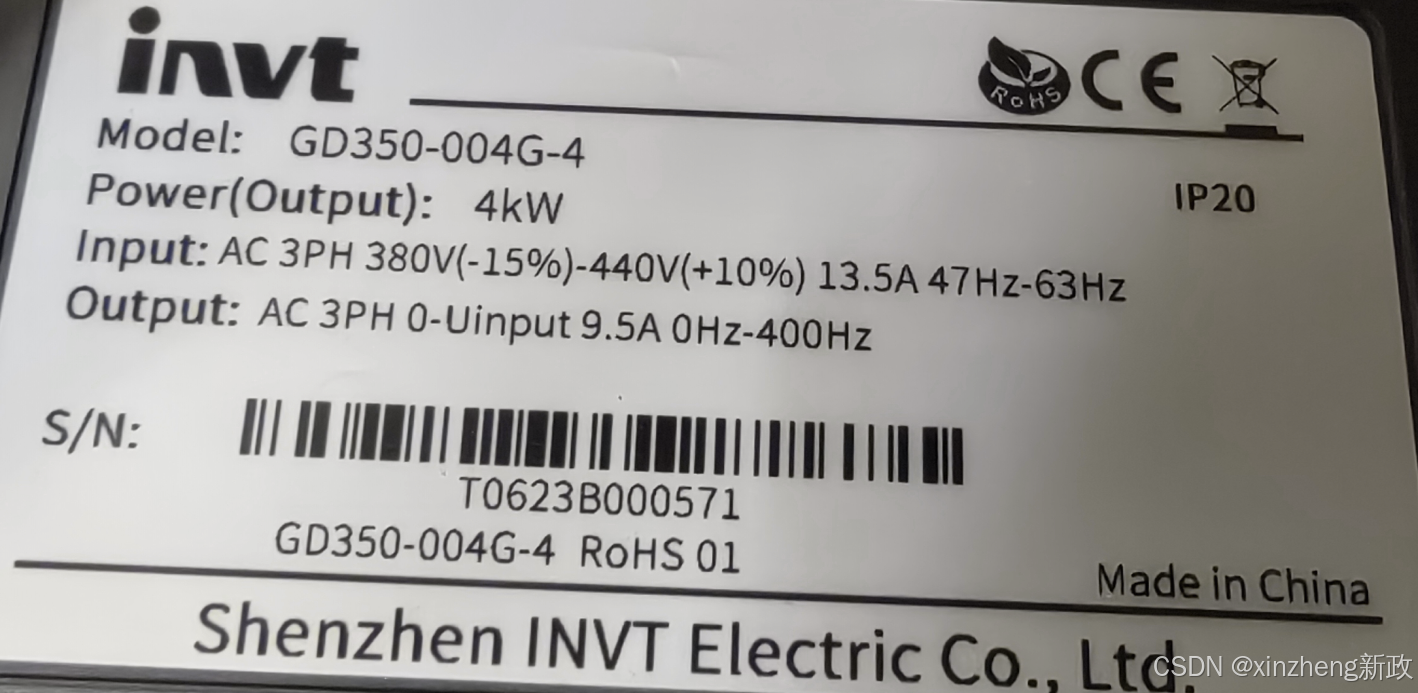 invt
RoHS CE
Model: GD350-004G-4
Power(Output): 4kW
IP20
Input: AC 3PH 380V(-15%)-440V(+10%) 13.5A 47Hz-63Hz
Output: AC 3PH 0-Uinput 9.5A 0Hz-400Hz
S/N:
T0623B000571
GD350-004G-4 RoHS 01
Made in China
Shenzhen INVT Electric Co., Ltd.
CSDN @xinzheng新政